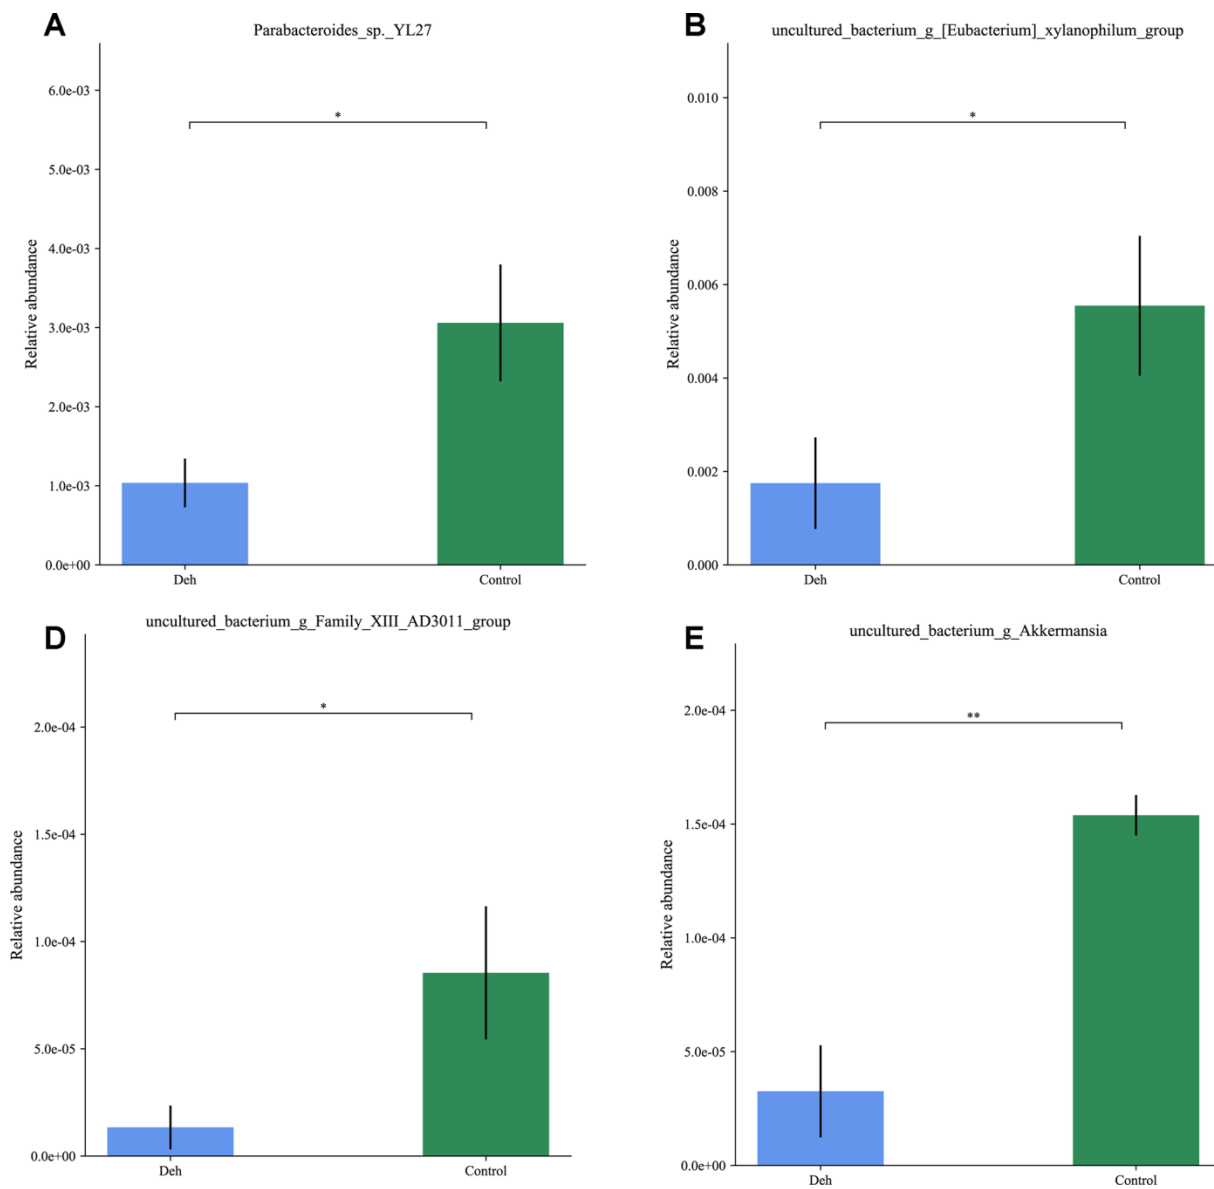 A
Parabacteroides_sp._YL27
6.0e-03
5.0e-03
4.0e-03
3.0e-03
2.0e-03
1.0e-03
0.0e+00
Relative abundance
*
Deh
Control
B
uncultured_bacterium_g_[Eubacterium]_xylanophilum_group
0.010
0.008
0.006
0.004
0.002
0.000
Relative abundance
*
Deh
Control
D
uncultured_bacterium_g_Family_XIII_AD3011_group
2.0e-04
1.5e-04
1.0e-04
5.0e-05
0.0e+00
Relative abundance
*
Deh
Control
E
uncultured_bacterium_g_Akkermansia
2.0e-04
1.5e-04
1.0e-04
5.0e-05
0.0e+00
Relative abundance
**
Deh
Control